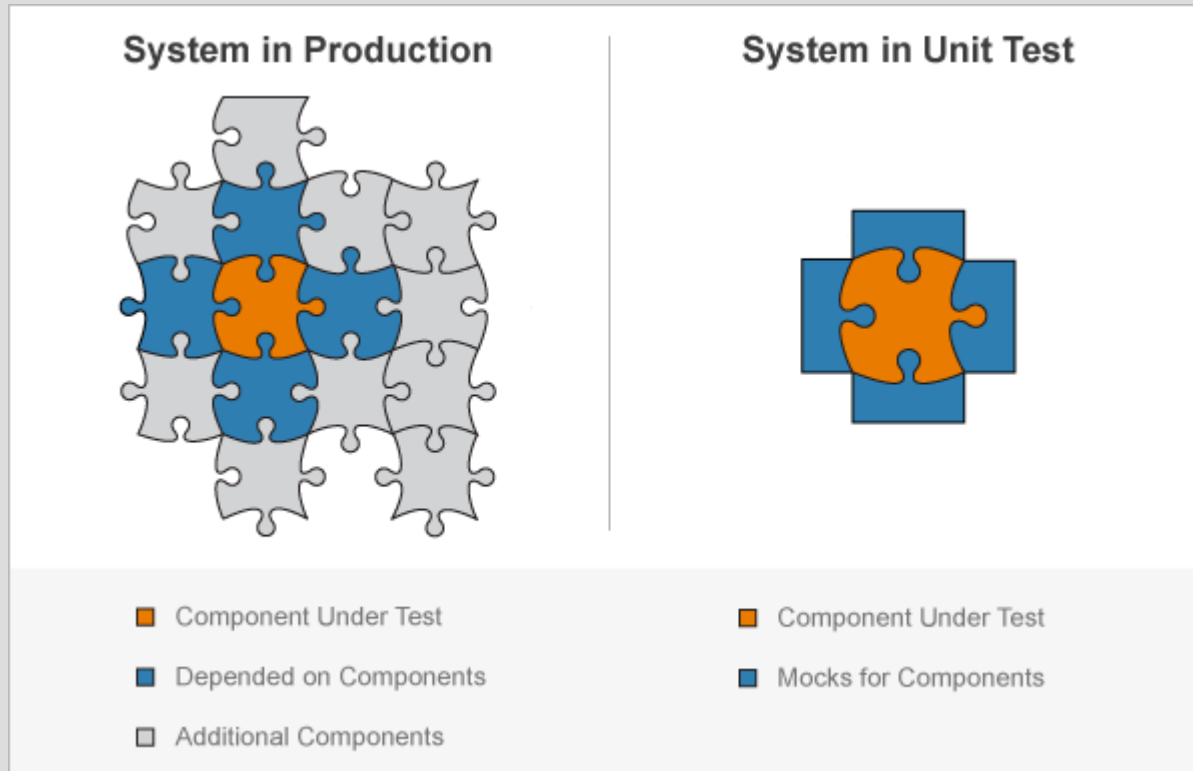 System in Production
System in Unit Test
Component Under Test
Depended on Components
Additional Components
Component Under Test
Mocks for Components